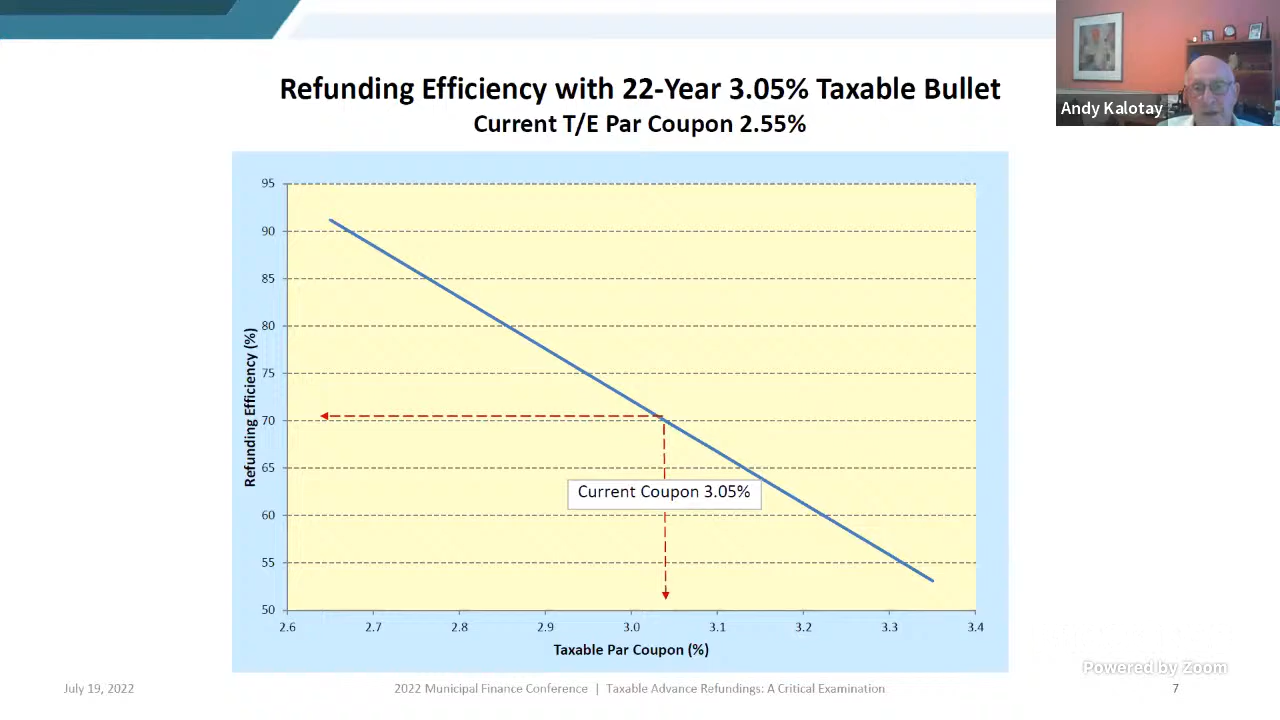 Refunding Efficiency with 22-Year 3.05% Taxable Bullet
Current T/E Par Coupon 2.55%
Andy Kalotay
95
90
85
80
75
70
65
60
55
50
Refunding Efficiency (%)
Current Coupon 3.05%
2.6 2.7 2.8 2.9 3.0 3.1 3.2 3.3 3.4
Taxable Par Coupon (%)
Powered by Zoom
July 19, 2022 2022 Municipal Finance Conference | Taxable Advance Refundings: A Critical Examination 7